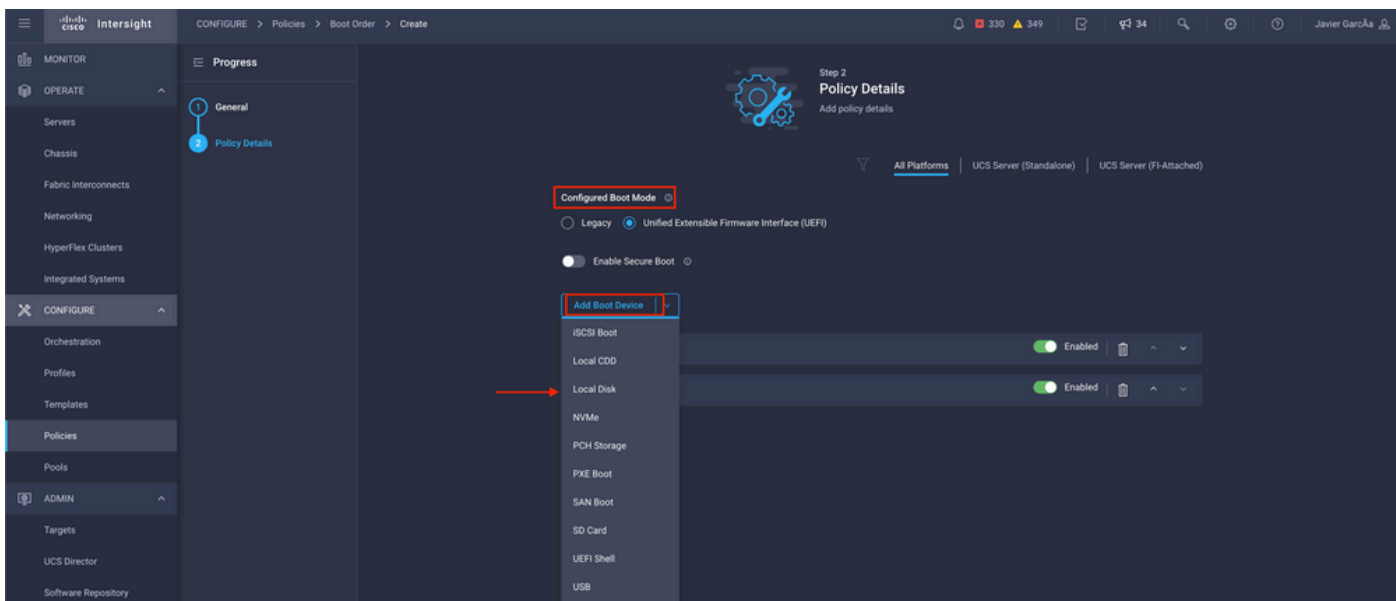 cisco Intersight
CONFIGURE > Policies > Boot Order > Create
330 349 34
Javier GarcÃa
MONITOR
OPERATE
Servers
Chassis
Fabric Interconnects
Networking
HyperFlex Clusters
Integrated Systems
CONFIGURE
Orchestration
Profiles
Templates
Policies
Pools
ADMIN
Targets
UCS Director
Software Repository
Progress
1 General
2 Policy Details
Step 2
Policy Details
Add policy details
All Platforms | UCS Server (Standalone) | UCS Server (FI-Attached)
Configured Boot Mode
Legacy Unified Extensible Firmware Interface (UEFI)
Enable Secure Boot
Add Boot Device
iSCSI Boot
Local CDD
Local Disk
NVMe
PCH Storage
PXE Boot
SAN Boot
SD Card
UEFI Shell
USB
Enabled
Enabled